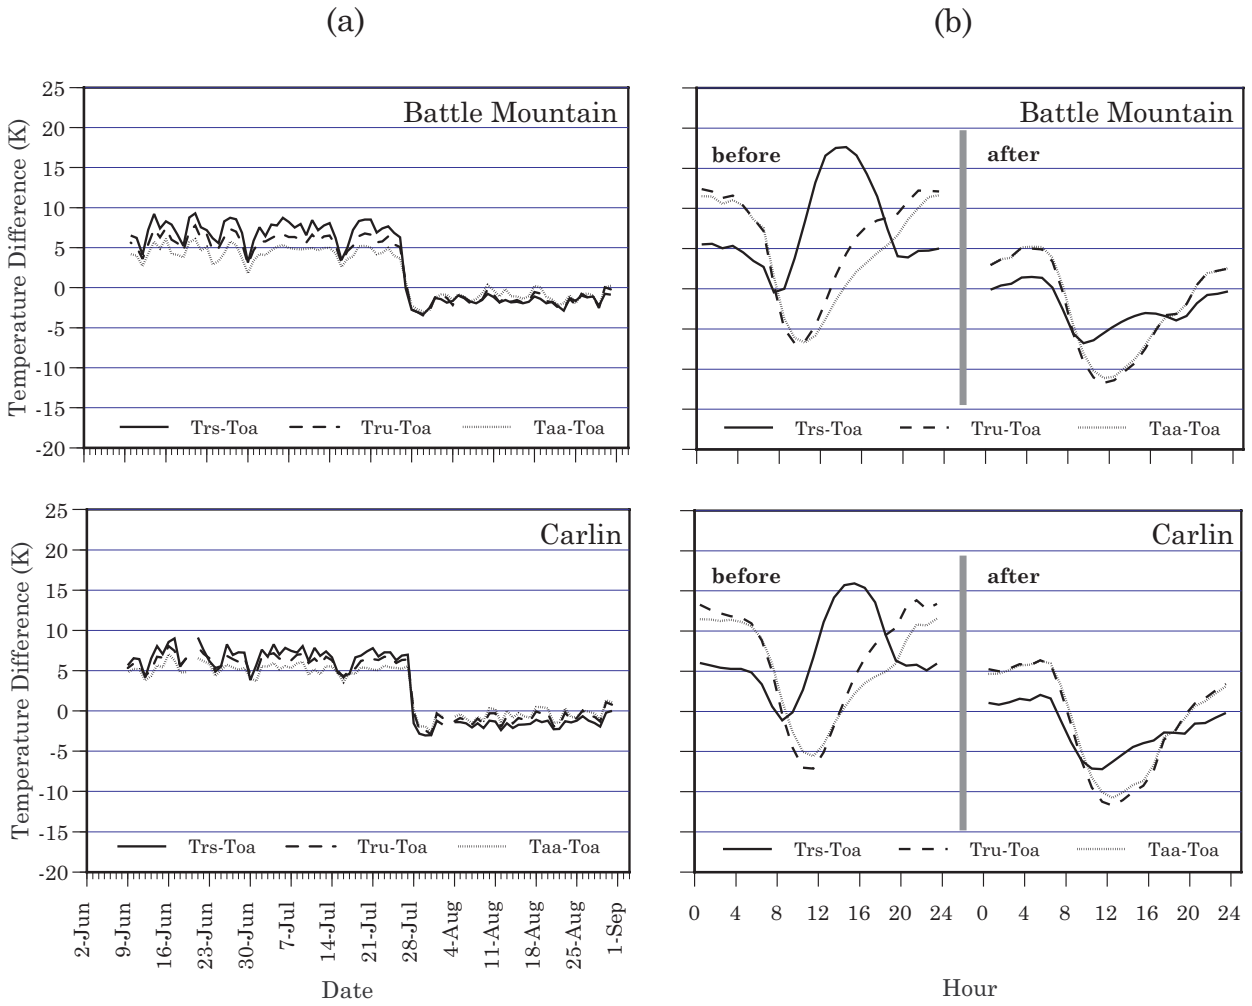 (a)
(b)
Temperature Difference (K)
25
20
15
10
5
0
-5
-10
-15
-20
Battle Mountain
Trs-Toa
Tru-Toa
Taa-Toa
Battle Mountain
before
after
Trs-Toa
Tru-Toa
Taa-Toa
Temperature Difference (K)
25
20
15
10
5
0
-5
-10
-15
-20
Carlin
Trs-Toa
Tru-Toa
Taa-Toa
2-Jun
9-Jun
16-Jun
23-Jun
30-Jun
7-Jul
14-Jul
21-Jul
28-Jul
4-Aug
11-Aug
18-Aug
25-Aug
1-Sep
Date
Carlin
before
after
Trs-Toa
Tru-Toa
Taa-Toa
0 4 8 12 16 20 24 0 4 8 12 16 20 24
Hour